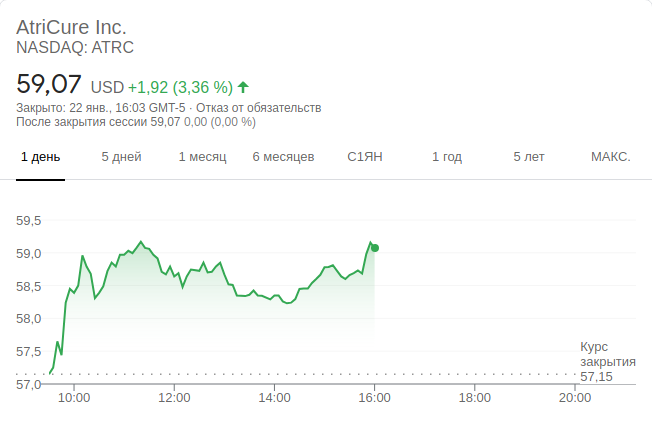 AtriCure Inc.
NASDAQ: ATRC
59,07 USD +1,92 (3,36 %)
Закрыто: 22 янв., 16:03 GMT-5 · Отказ от обязательств
После закрытия сессии 59,07 0,00 (0,00 %)
1 день 5 дней 1 месяц 6 месяцев С1ЯН 1 год 5 лет МАКС.
59,5
59,0
58,5
58,0
57,5
57,0
Курс
закрытия
57,15
10:00 12:00 14:00 16:00 18:00 20:00